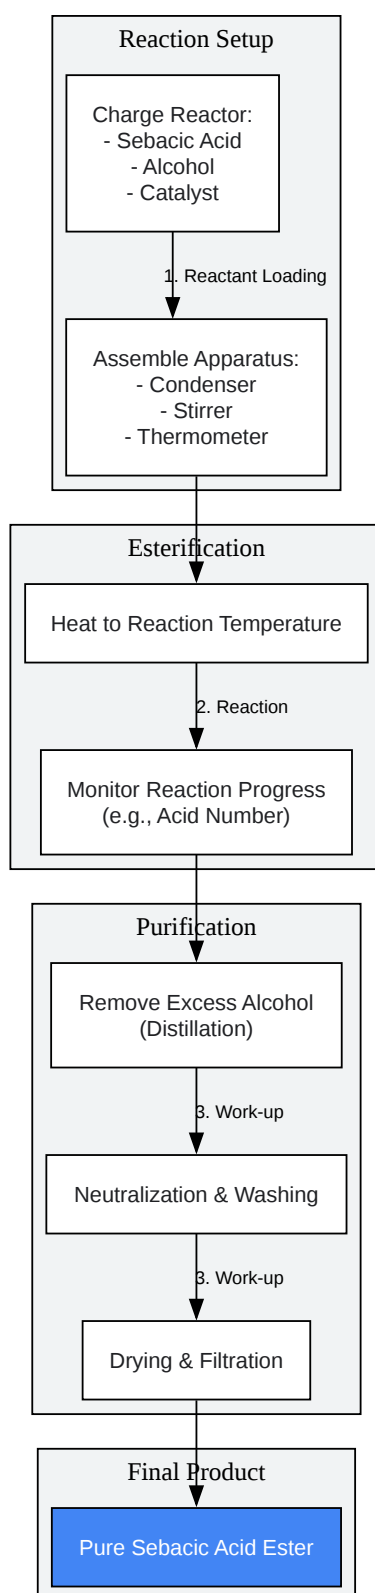 Reaction Setup
Charge Reactor:
- Sebacic Acid
- Alcohol
- Catalyst
1. Reactant Loading
Assemble Apparatus:
- Condenser
- Stirrer
- Thermometer
Esterification
Heat to Reaction Temperature
2. Reaction
Monitor Reaction Progress
(e.g., Acid Number)
Purification
Remove Excess Alcohol
(Distillation)
3. Work-up
Neutralization & Washing
3. Work-up
Drying & Filtration
Final Product
Pure Sebacic Acid Ester